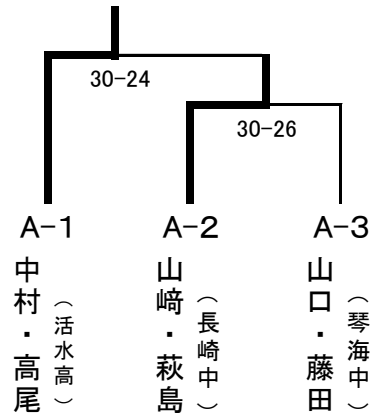 30-24
30-26
A-1
A-2
A-3
中村・高尾
（活水高）
山﨑・萩島
（長崎中）
山口・藤田
（琴海中）